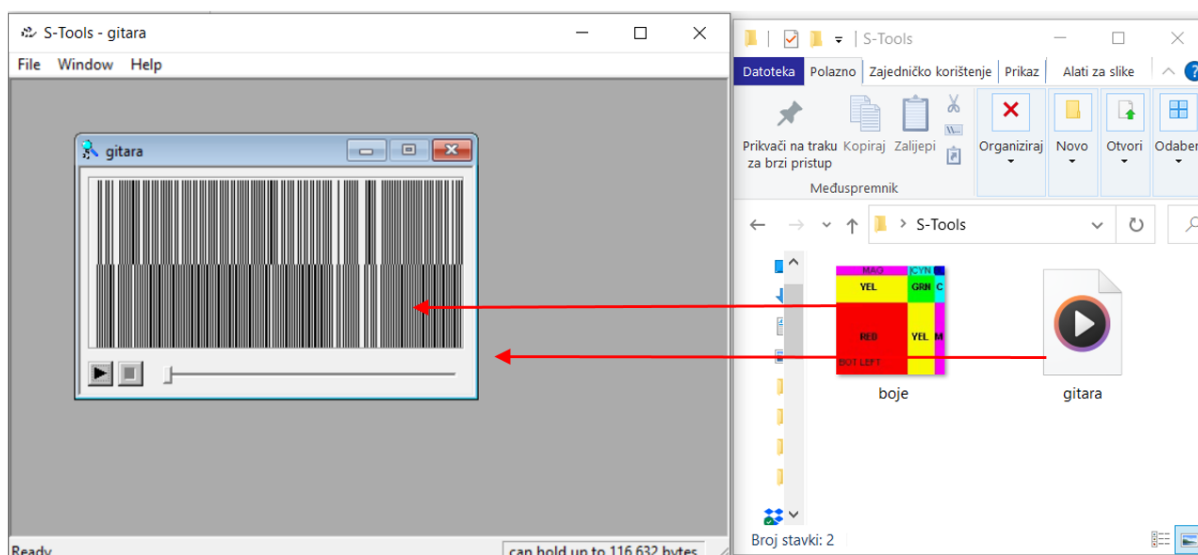 S-Tools - gitara
File Window Help
gitara
Ready
can hold up to 116,632 bytes
S-Tools
Datoteka Polazno Zajedničko korištenje Prikaz Alati za slike
Prikvači na traku za brzi pristup
Kopiraj Zalijepi
Organiziraj
Novo
Otvori
Međuspremnik
S-Tools
MAG CYN
YEL GRN C
RED YEL M
BOT LEFT
boje
gitara
Broj stavki: 2